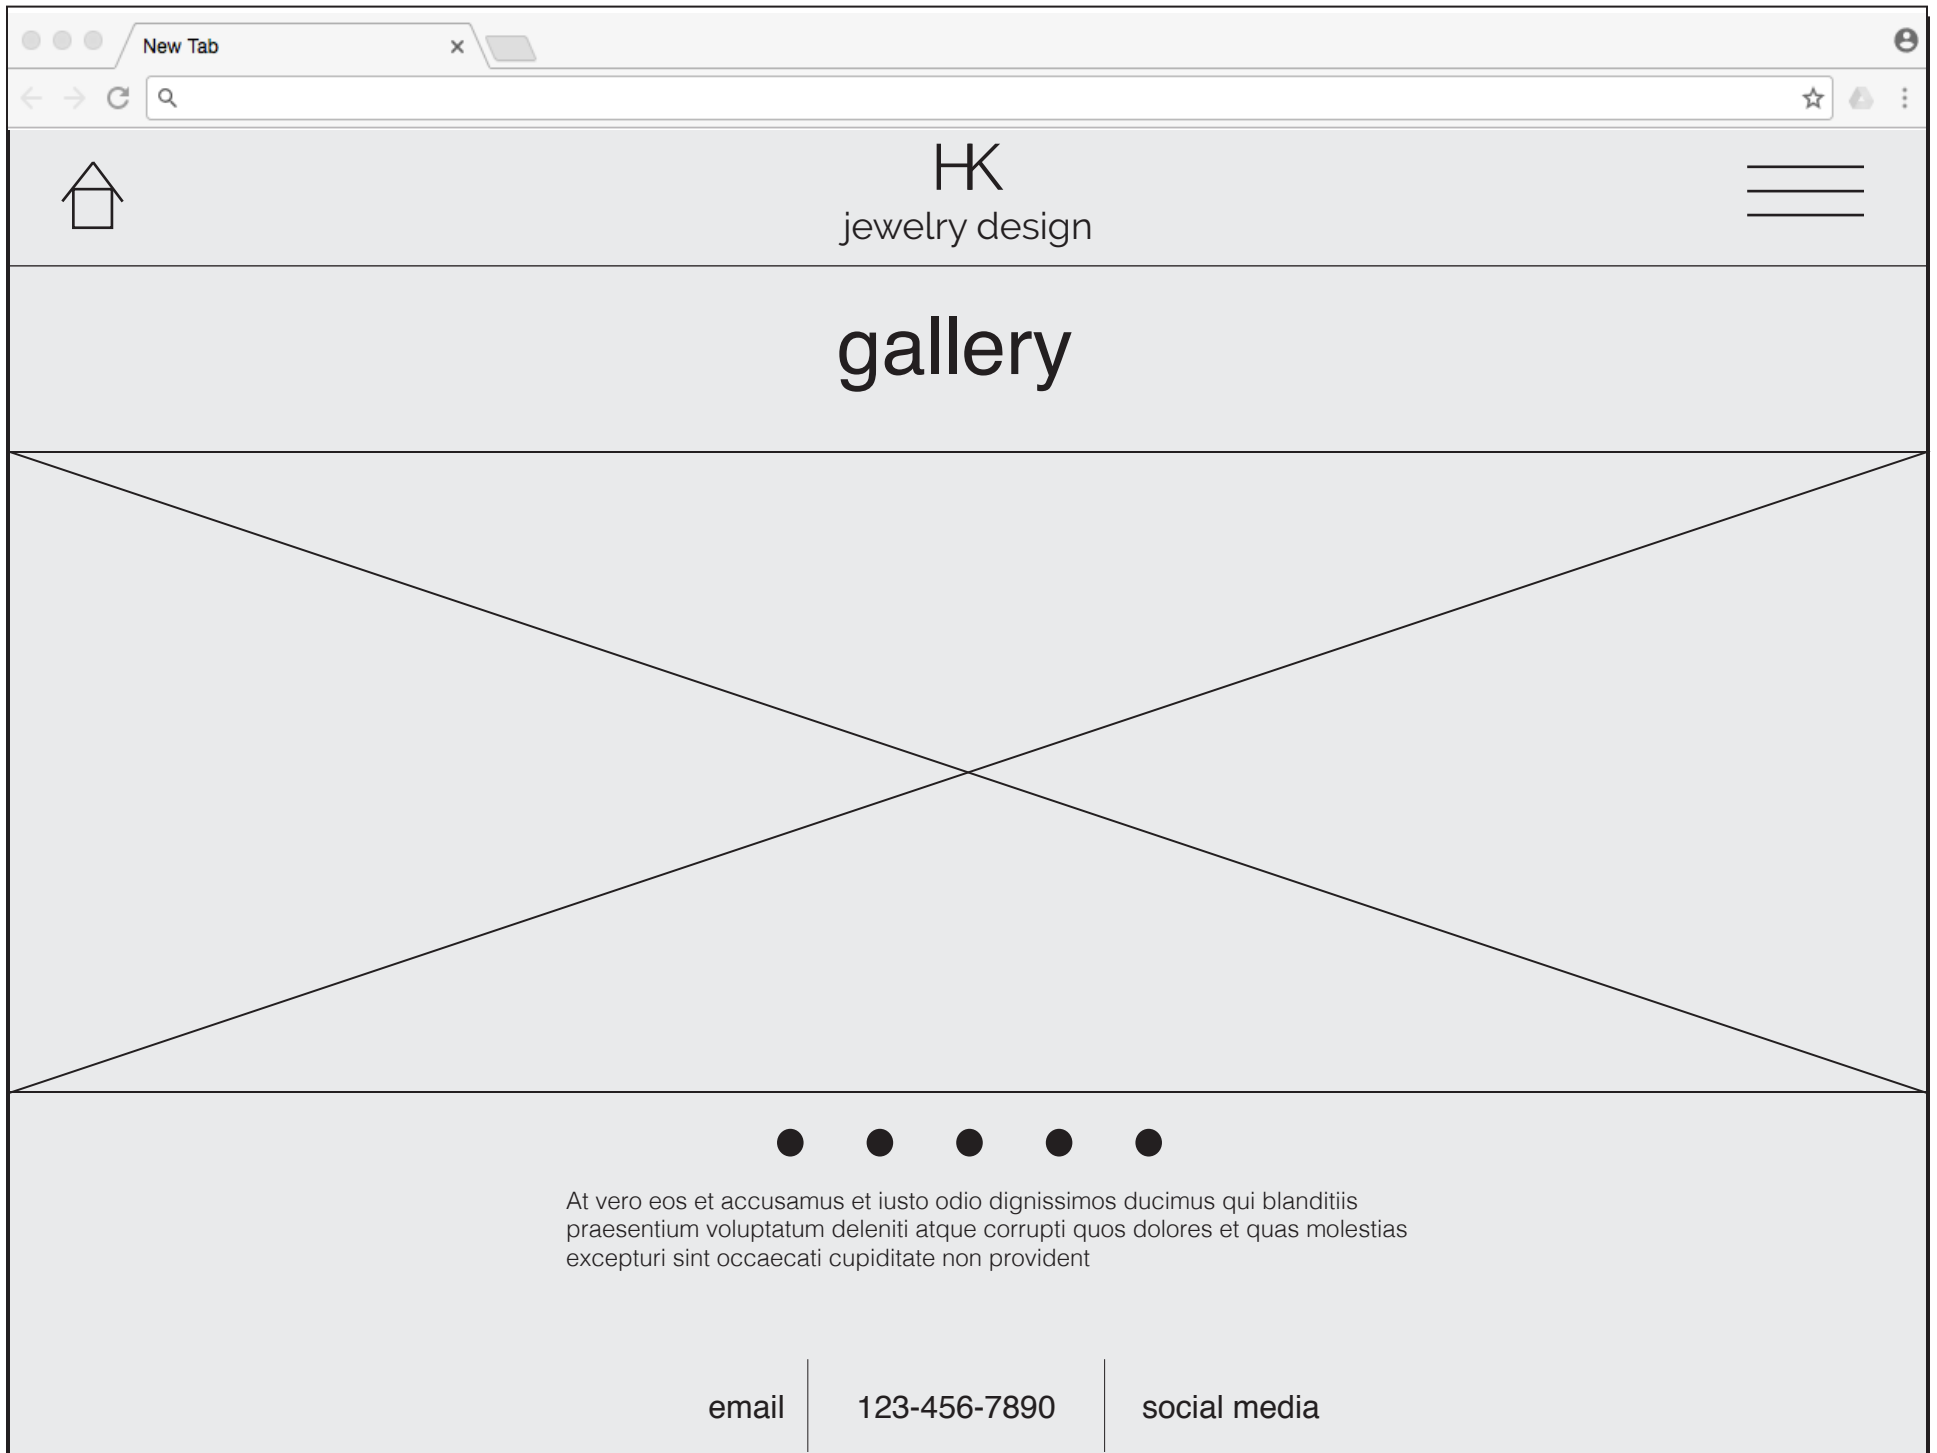 New Tab
HK
jewelry design
gallery
At vero eos et accusamus et iusto odio dignissimos ducimus qui blanditiis
praesentium voluptatum deleniti atque corrupti quos dolores et quas molestias
excepturi sint occaecati cupiditate non provident
email
123-456-7890
social media